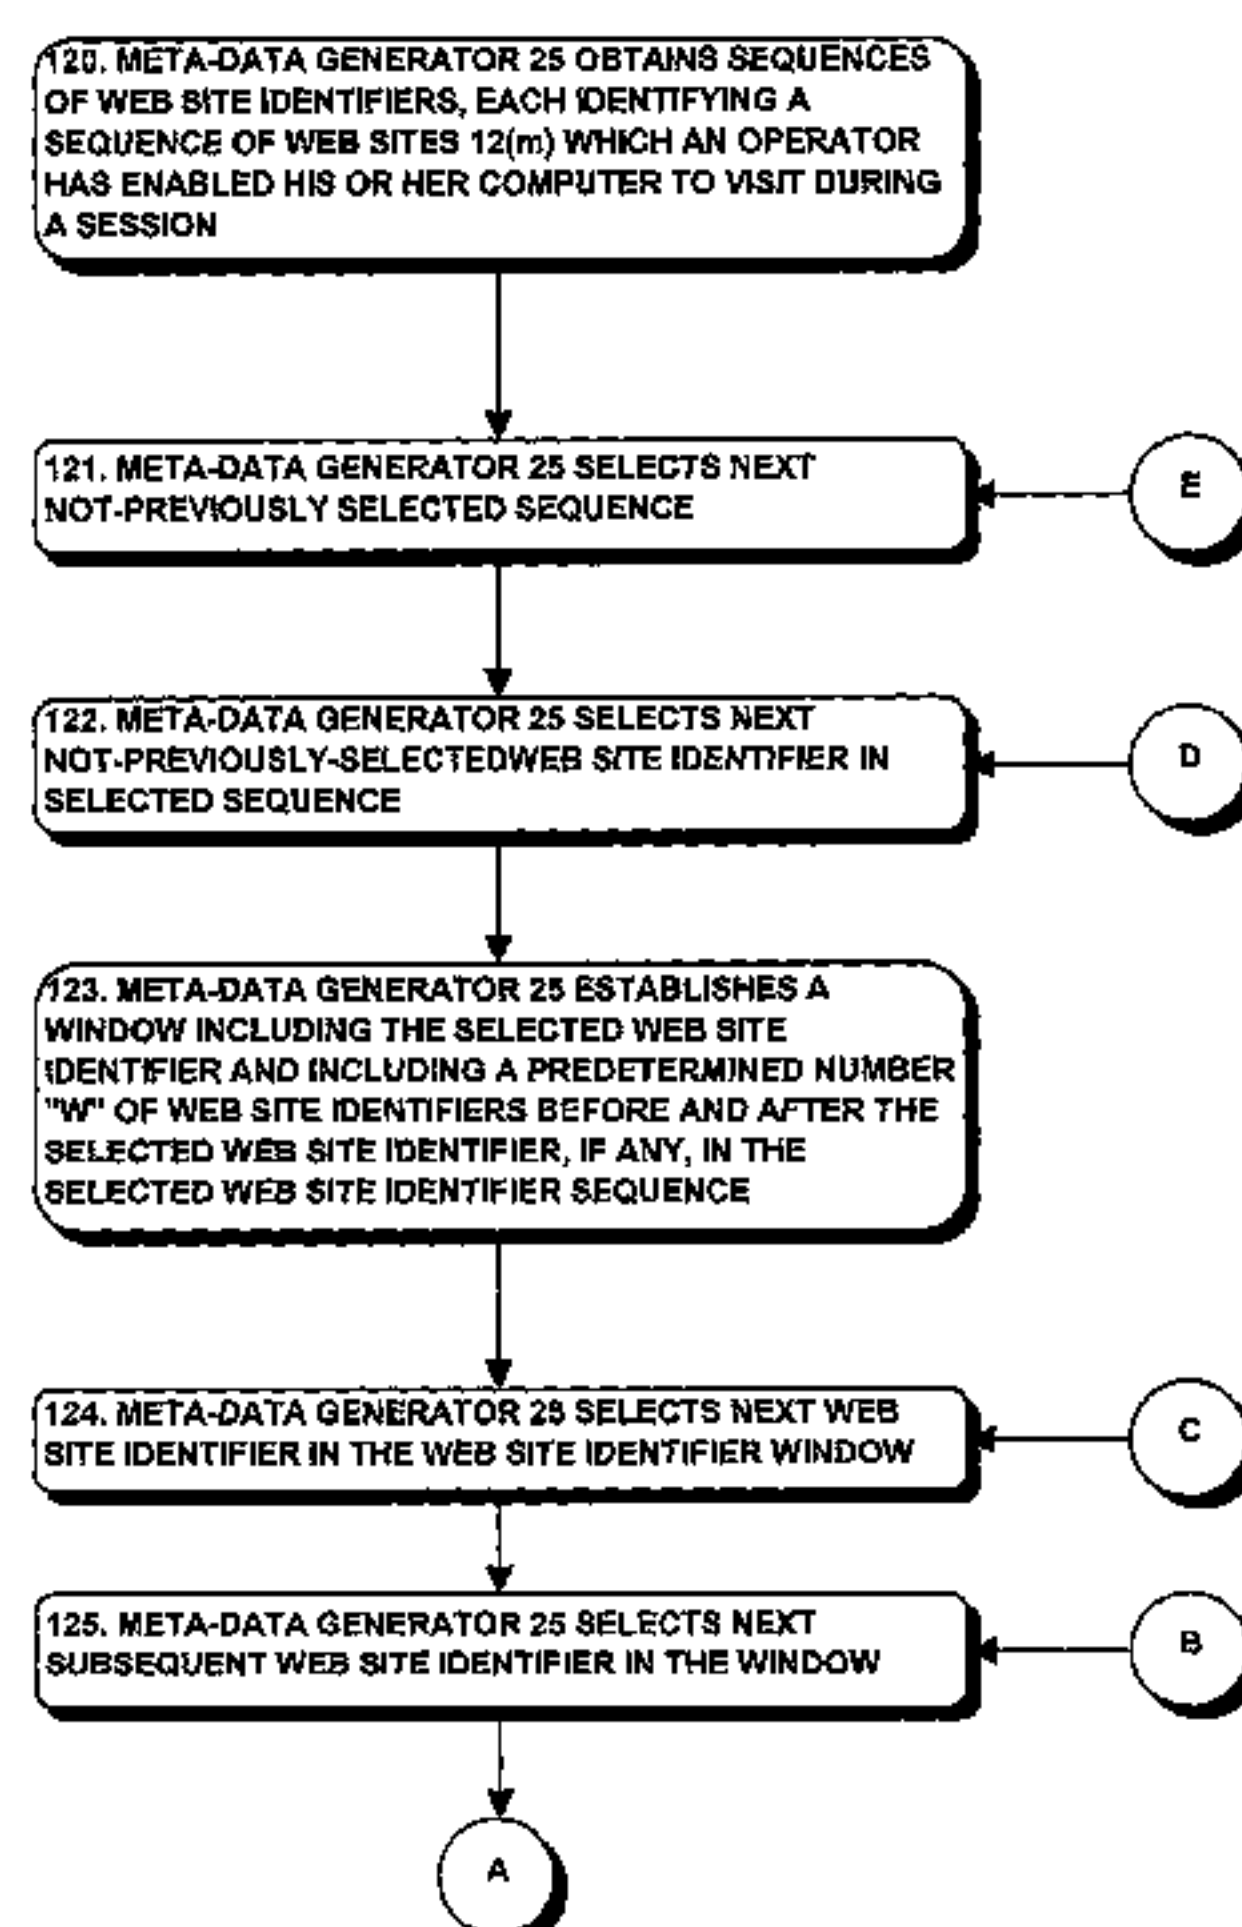 120. META-DATA GENERATOR 25 OBTAINS SEQUENCES
OF WEB SITE IDENTIFIERS, EACH IDENTIFYING A
SEQUENCE OF WEB SITES 12(m) WHICH AN OPERATOR
HAS ENABLED HIS OR HER COMPUTER TO VISIT DURING
A SESSION
121. META-DATA GENERATOR 25 SELECTS NEXT
NOT-PREVIOUSLY SELECTED SEQUENCE
E
122. META-DATA GENERATOR 25 SELECTS NEXT
NOT-PREVIOUSLY-SELECTEDWEB SITE IDENTIFIER IN
SELECTED SEQUENCE
D
123. META-DATA GENERATOR 25 ESTABLISHES A
WINDOW INCLUDING THE SELECTED WEB SITE
IDENTIFIER AND INCLUDING A PREDETERMINED NUMBER
"W" OF WEB SITE IDENTIFIERS BEFORE AND AFTER THE
SELECTED WEB SITE IDENTIFIER, IF ANY, IN THE
SELECTED WEB SITE IDENTIFIER SEQUENCE
124. META-DATA GENERATOR 25 SELECTS NEXT WEB
SITE IDENTIFIER IN THE WEB SITE IDENTIFIER WINDOW
C
125. META-DATA GENERATOR 25 SELECTS NEXT
SUBSEQUENT WEB SITE IDENTIFIER IN THE WINDOW
B
A